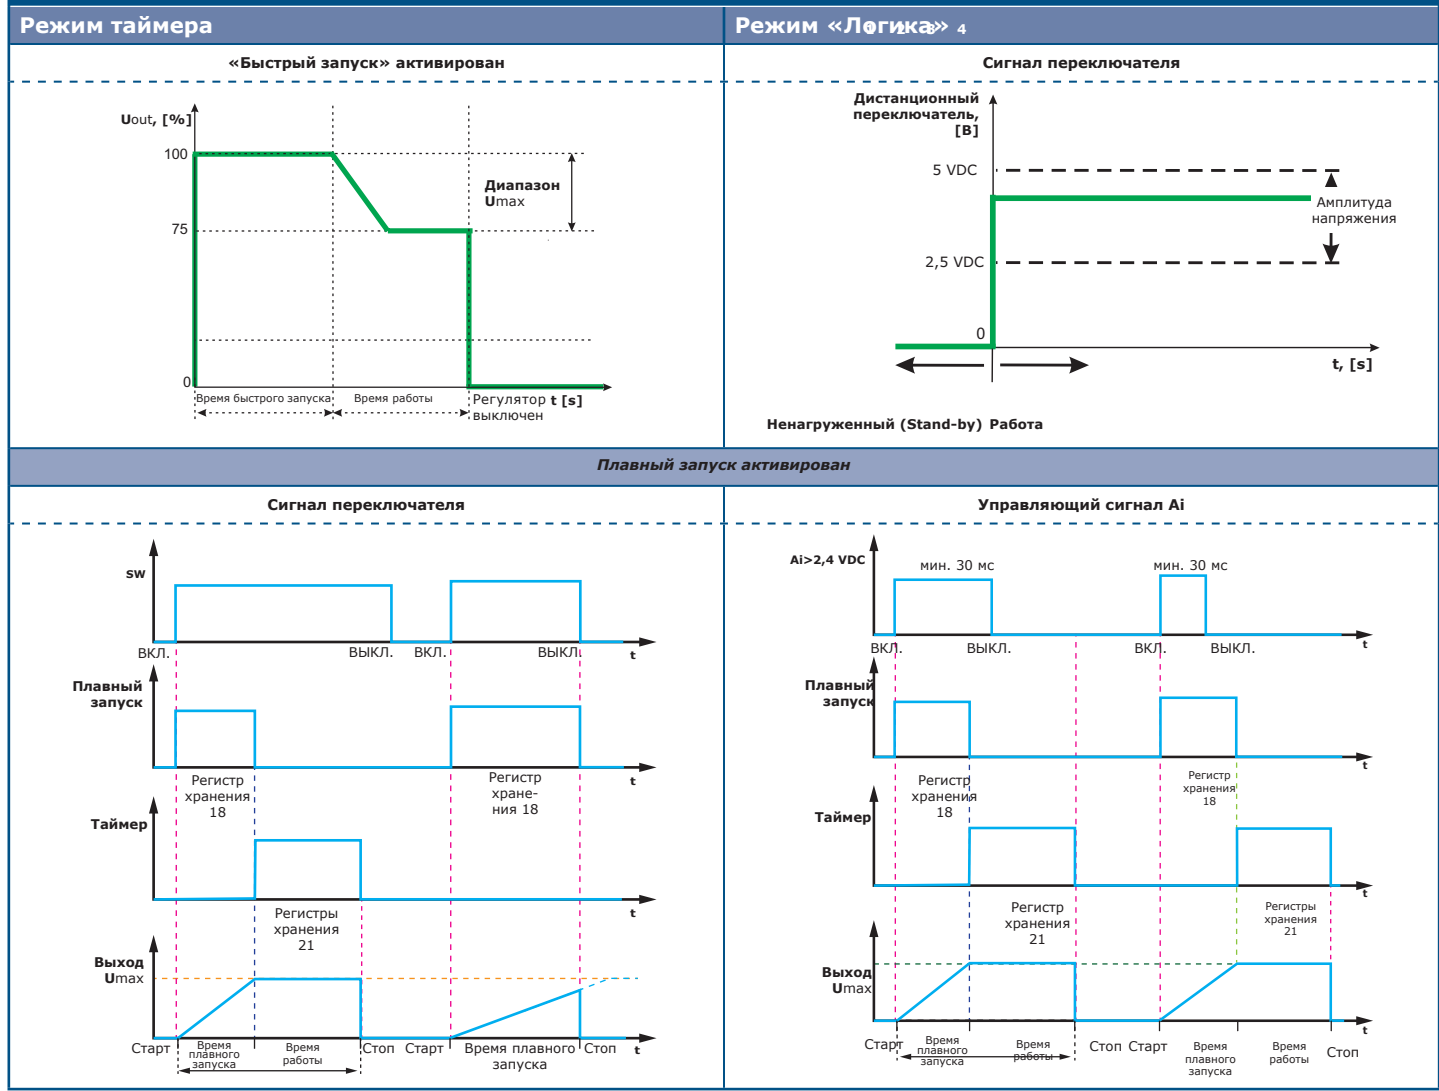 Режим таймера
Режим «Логика» 1 2 3 4
«Быстрый запуск» активирован
Uout, [%]
100
75
0
Диапазон
Umax
Время быстрого запуска
Время работы
Регулятор
выключен
t [s]
Сигнал переключателя
Дистанционный
переключатель,
[В]
5 VDC
2,5 VDC
0
Амплитуда
напряжения
t, [s]
Ненагруженный (Stand-by) Работа
Плавный запуск активирован
Сигнал переключателя
sw
ВКЛ.
ВЫКЛ.
ВКЛ.
ВЫКЛ.
t
Плавный
запуск
Регистр
хранения
18
Регистр
хране-
ния 18
t
Таймер
Регистры
хранения
21
t
Выход
Umax
Старт
Время
плавного
запуска
Время
работы
Стоп
Старт
Время плавного
запуска
Стоп
t
Управляющий сигнал Ai
Ai>2,4 VDC
мин. 30 мс
мин. 30 мс
ВКЛ.
ВЫКЛ.
ВКЛ.
ВЫКЛ.
t
Плавный
запуск
Регистр
хранения
18
Регистр
хранения
18
t
Таймер
Регистр
хранения
21
Регистры
хранения
21
t
Выход
Umax
Старт
Время
плавного
запуска
Время
работы
Стоп
Старт
Время
плавного
запуска
Время
работы
Стоп
t